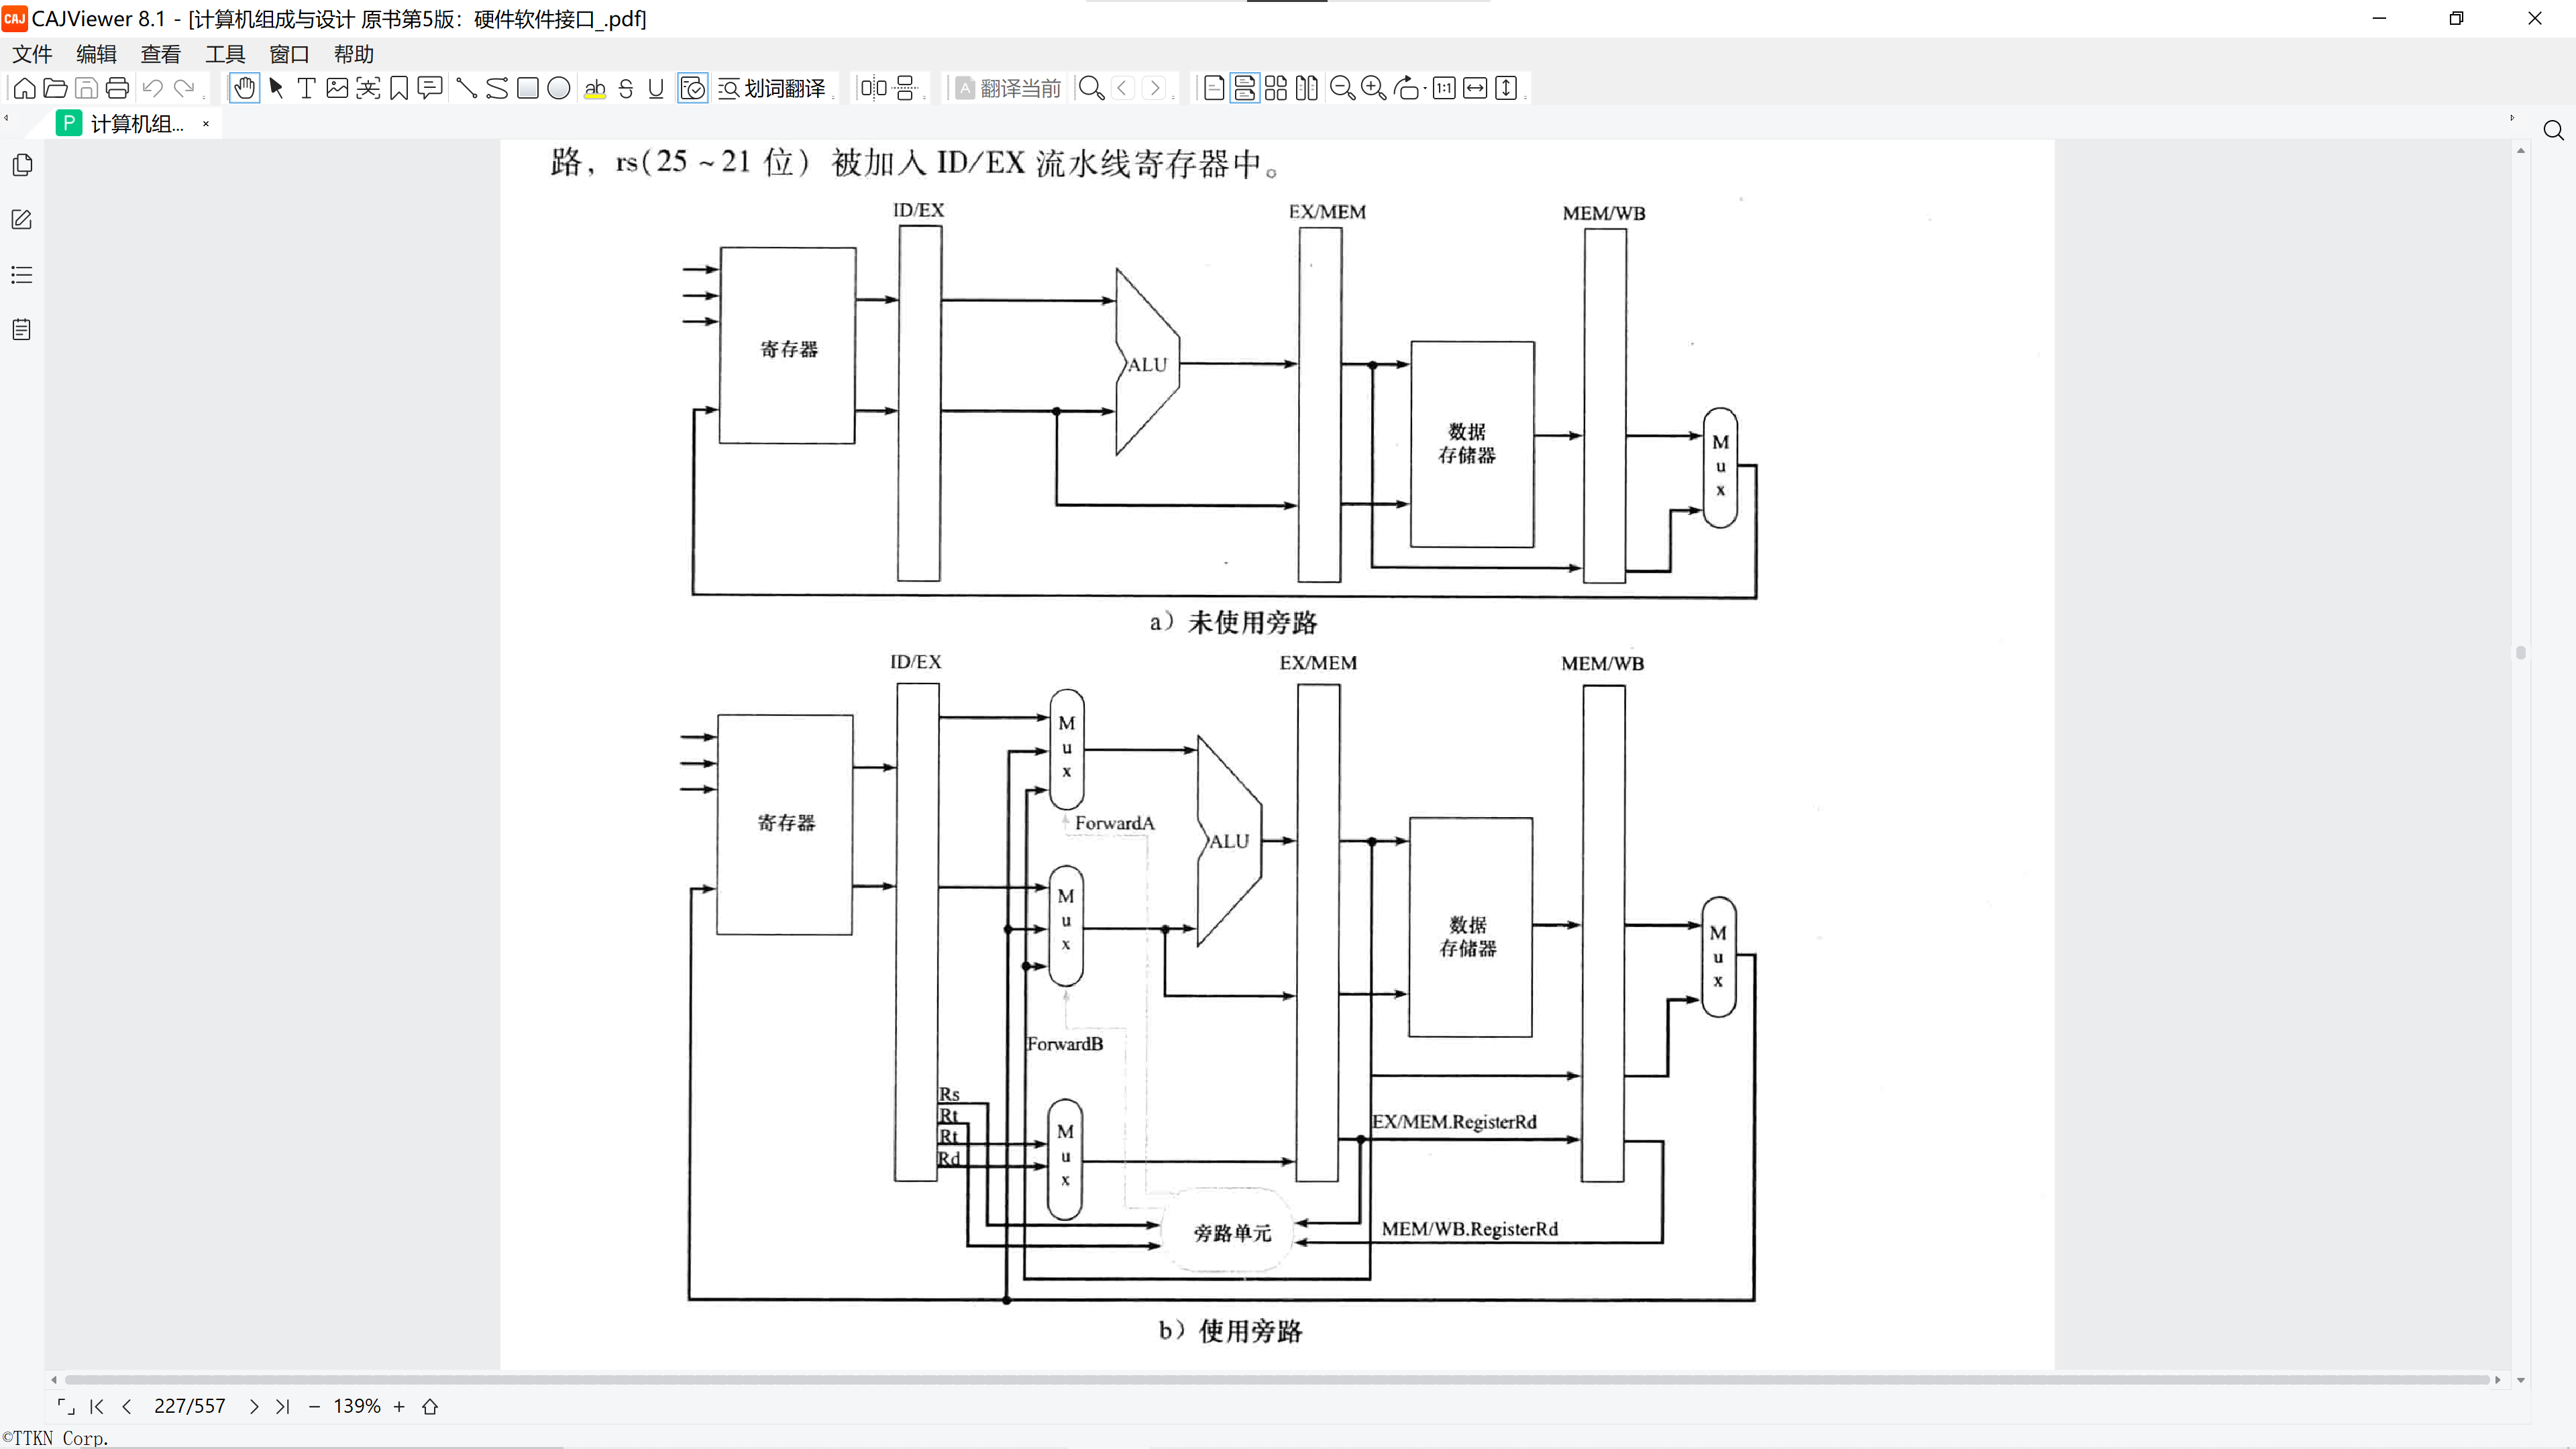 CAJViewer 8.1 - [计算机组成与设计 原书第5版：硬件软件接口_.pdf]
文件 编辑 查看 工具 窗口 帮助
划词翻译 翻译当前
计算机组...
路，rs(25～21 位）被加入 ID/EX 流水线寄存器中。
ID/EX EX/MEM MEM/WB
寄存器
ALU
数据
存储器
Mux
a）未使用旁路
ID/EX EX/MEM MEM/WB
Mux
寄存器
ForwardA
ALU
Mux
数据
存储器
Mux
ForwardB
Rs
Rt
Rt
Rd
Mux
EX/MEM.RegisterRd
旁路单元
MEM/WB.RegisterRd
b）使用旁路
227/557 139%
©TTKN Corp.